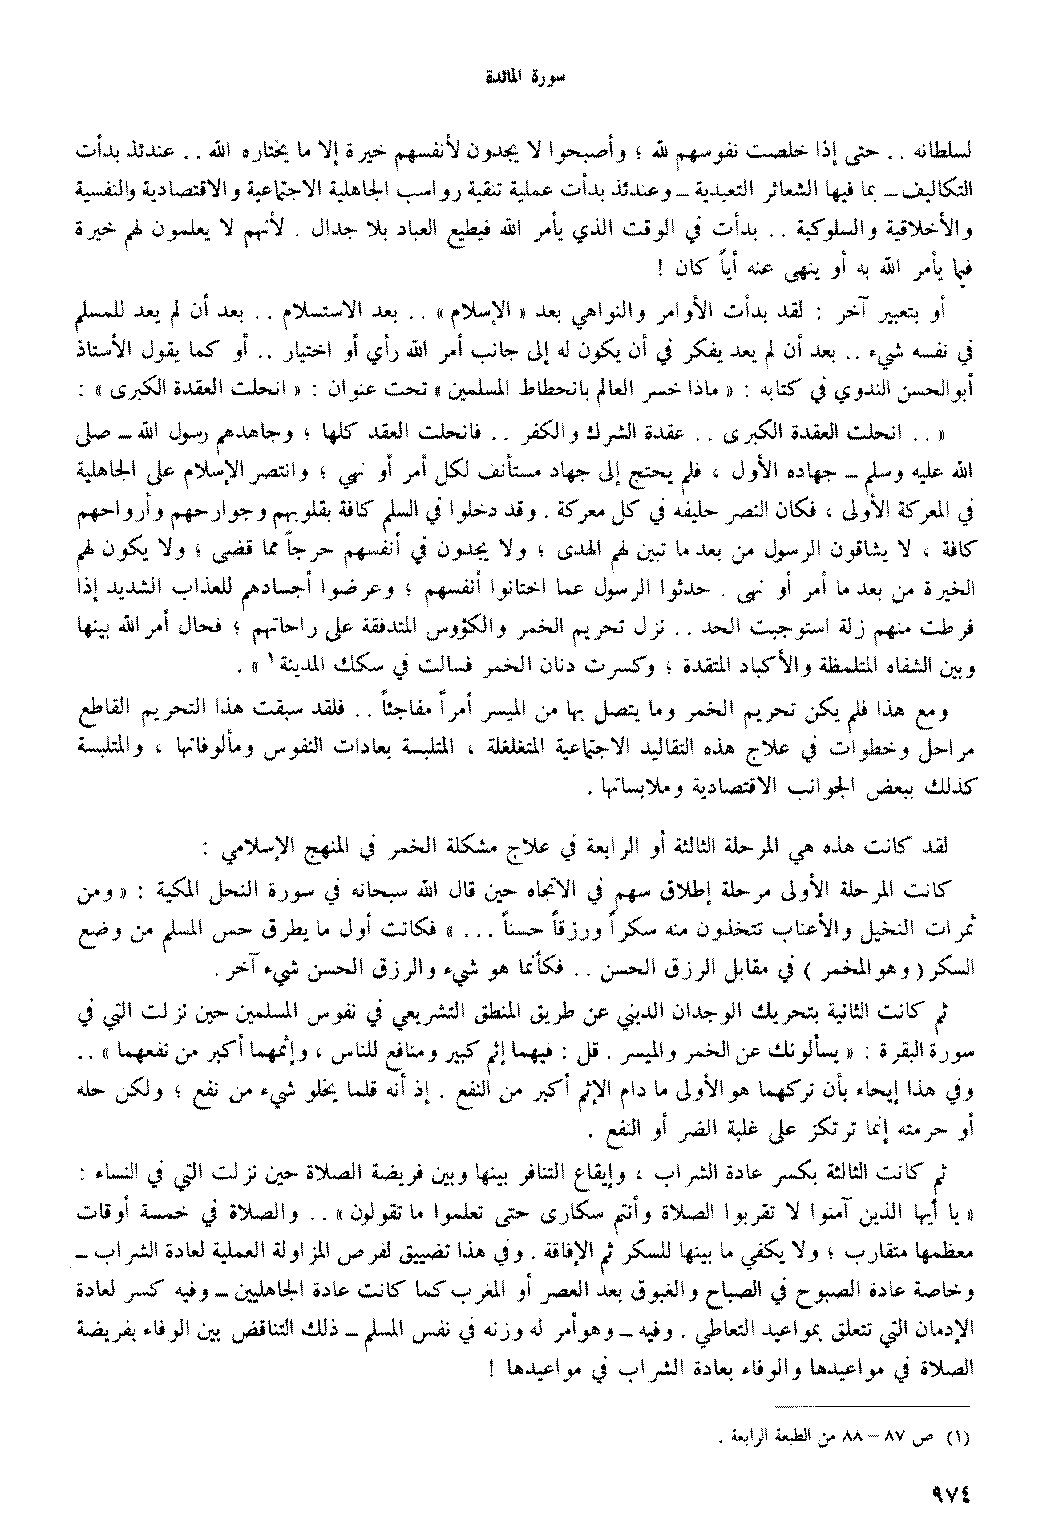 سورة المائدة
لسلطانه .. حتى إذا خلصت نفوسهم لله ؛ وأصبحوا لا يجدون لأنفسهم خيرة إلا ما يختاره الله .. عندئذ بدأت
التكاليف – بما فيها الشعائر التعبدية – وعندئذ بدأت عملية تنقية رواسب الجاهلية الاجتماعية والاقتصادية والنفسية
والأخلاقية والسلوكية .. بدأت في الوقت الذي يأمر الله فيطيع العباد بلا جدال . لأنهم لا يعلمون لهم خيرة
فيما يأمر الله به أو ينهى عنه أياً كان !
أو بتعبير آخر : لقد بدأت الأوامر والنواهي بعد « الإسلام » .. بعد الاستسلام .. بعد أن لم يعد للمسلم
في نفسه شيء .. بعد أن لم يعد يفكر في أن يكون له إلى جانب أمر الله رأي أو اختيار .. أو كما يقول الأستاذ
أبو الحسن الندوي في كتابه : « ماذا خسر العالم بانحطاط المسلمين » تحت عنوان : « انحلت العقدة الكبرى » :
« .. انحلت العقدة الكبرى .. عقدة الشرك والكفر .. فانحلت العقد كلها ؛ وجاهدهم رسول الله – صلى
الله عليه وسلم – جهاده الأول ، فلم يحتج إلى جهاد مستأنف لكل أمر أو نهي ؛ وانتصر الإسلام على الجاهلية
في المعركة الأولى ، فكان النصر حليفه في كل معركة . وقد دخلوا في السلم كافة بقلوبهم وجوارحهم وأرواحهم
كافة ، لا يشاقون الرسول من بعد ما تبين لهم الهدى ؛ ولا يجدون في أنفسهم حرجاً مما قضى ؛ ولا يكون لهم
الخيرة من بعد ما أمر أو نهى . حدثوا الرسول عما اختانوا أنفسهم ؛ وعرضوا أجسادهم للعذاب الشديد إذا
فرطت منهم زلة استوجبت الحد .. نزل تحريم الخمر والكؤوس المتدفقة على راحاتهم ؛ فحال أمر الله بينها
وبين الشفاه المتلمظة والأكباد المتقدة ؛ وكسرت دنان الخمر فسالت في سكك المدينة ١ » .
ومع هذا فلم يكن تحريم الخمر وما يتصل بها من الميسر أمراً مفاجئاً .. فلقد سبقت هذا التحريم القاطع
مراحل وخطوات في علاج هذه التقاليد الاجتماعية المتغلغلة ، المتلبسة بعادات النفوس ومألوفاتها ، والمتلبسة
كذلك ببعض الجوانب الاقتصادية وملابساتها .
لقد كانت هذه هي المرحلة الثالثة أو الرابعة في علاج مشكلة الخمر في المنهج الإسلامي :
كانت المرحلة الأولى مرحلة إطلاق سهم في الاتجاه حين قال الله سبحانه في سورة النحل المكية : « ومن
ثمرات النخيل والأعناب تتخذون منه سكراً ورزقاً حسناً ... » فكانت أول ما يطرق حس المسلم من وضع
السكر ( وهو المخمر ) في مقابل الرزق الحسن .. فكأنما هو شيء والرزق الحسن شيء آخر .
ثم كانت الثانية بتحريك الوجدان الديني عن طريق المنطق التشريعي في نفوس المسلمين حين نزلت التي في
سورة البقرة : « يسألونك عن الخمر والميسر . قل : فيهما إثم كبير ومنافع للناس ، وإثمهما أكبر من نفعهما » ..
وفي هذا إيحاء بأن تركهما هو الأولى ما دام الإثم أكبر من النفع . إذ أنه قلما يخلو شيء من نفع ؛ ولكن حله
أو حرمته إنما ترتكز على غلبة الضر أو النفع .
ثم كانت الثالثة بكسر عادة الشراب ، وإيقاع التنافر بينها وبين فريضة الصلاة حين نزلت التي في النساء :
« يا أيها الذين آمنوا لا تقربوا الصلاة وأنتم سكارى حتى تعلموا ما تقولون » .. والصلاة في خمسة أوقات
معظمها متقارب ؛ ولا يكفي ما بينها للسكر ثم الإفاقة . وفي هذا تضييق لفرص المزاولة العملية لعادة الشراب –
وخاصة عادة الصبوح في الصباح والغبوق بعد العصر أو المغرب كما كانت عادة الجاهليين – وفيه كسر لعادة
الإدمان التي تتعلق بمواعيد التعاطي . وفيه – وهو أمر له وزنه في نفس المسلم – ذلك التناقض بين الوفاء بفريضة
الصلاة في مواعيدها والوفاء بعادة الشراب في مواعيدها !
(١) ص ٨٧ – ٨٨ من الطبعة الرابعة .
٩٧٤